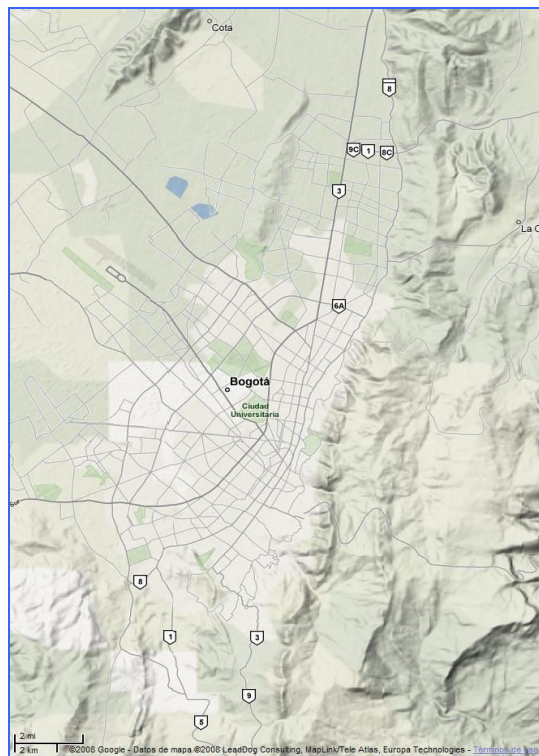 Cota
8
9C 1 8C
3
La C
6A
Bogotá
Ciudad
Universitaria
Sur
8
1
3
9
5
2 mi
2 km
©2008 Google - Datos de mapa ©2008 LeadDog Consulting, MapLink/Tele Atlas, Europa Technologies - Términos de uso